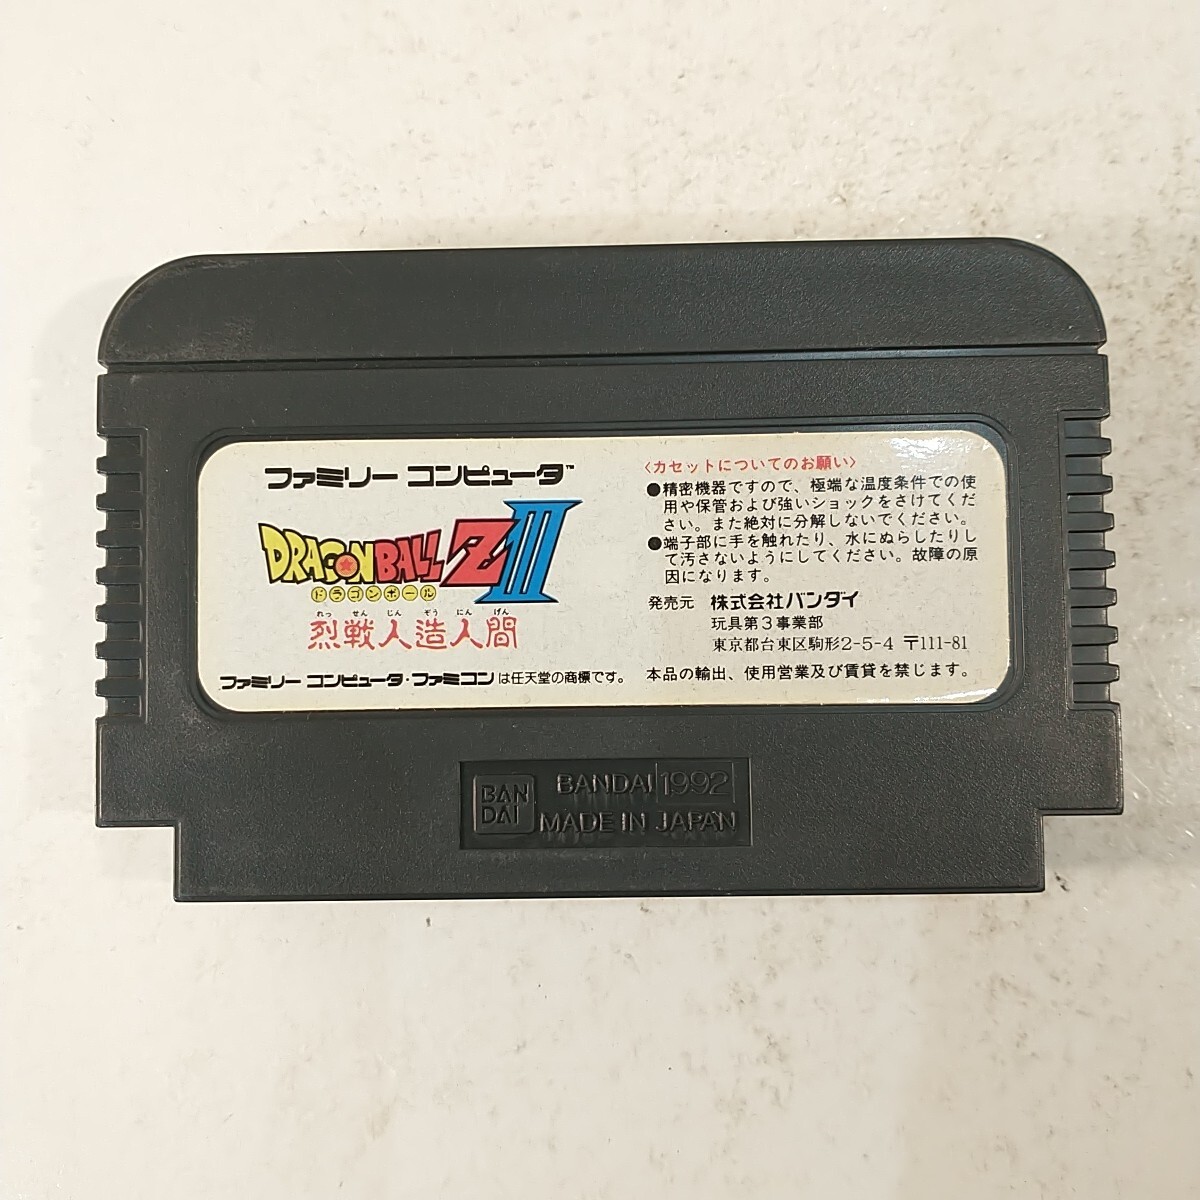 ファミリー コンピュータ™
DRAGON BALL Z III
ドラゴンボール
れっ せん じん ぞう にん げん
烈戦人造人間
ファミリー コンピュータ・ファミコンは任天堂の商標です。
〈カセットについてのお願い〉
●精密機器ですので、極端な温度条件での使
用や保管および強いショックをさけてくだ
さい。また絶対に分解しないでください。
●端子部に手を触れたり、水にぬらしたりし
て汚さないようにしてください。故障の原
因になります。
発売元 株式会社バンダイ
玩具第3事業部
東京都台東区駒形2-5-4 〒111-81
本品の輸出、使用営業及び賃貸を禁じます。
BAN
DAI
BANDAI 1992
MADE IN JAPAN